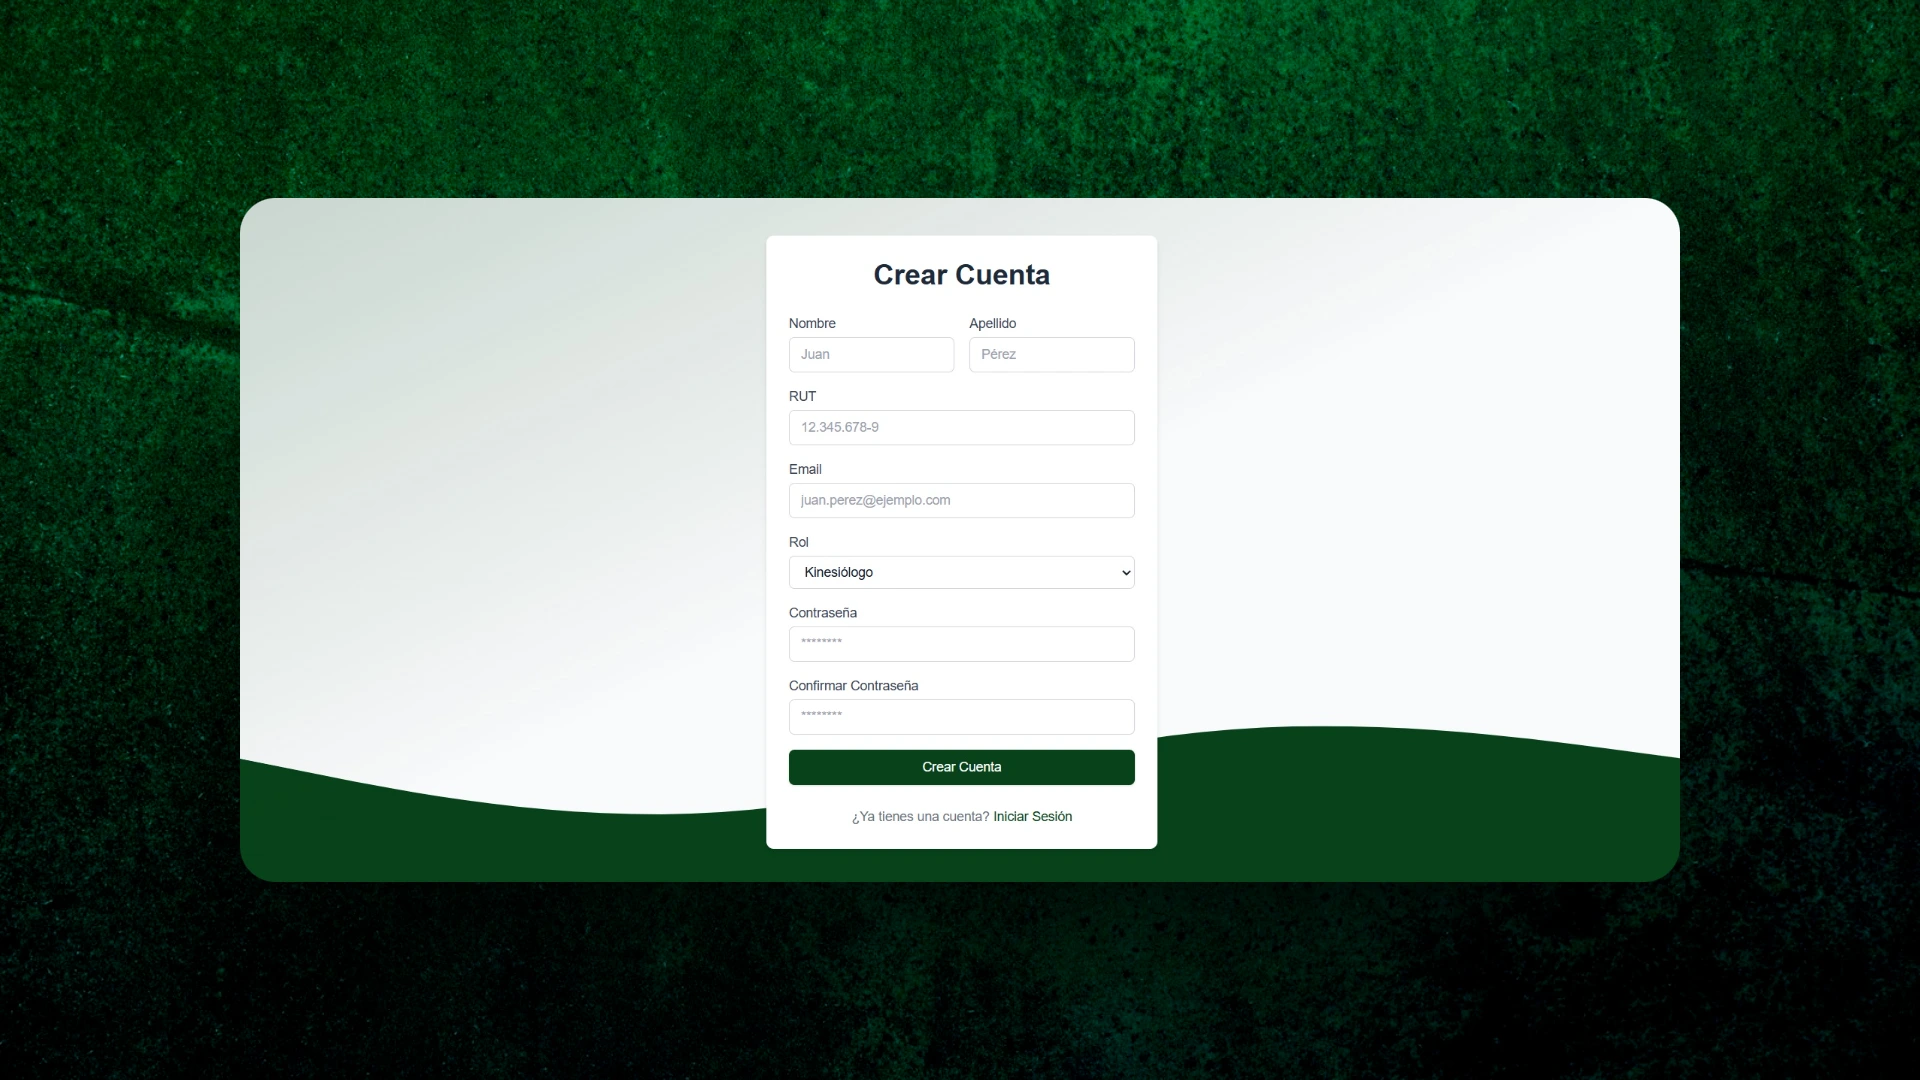 Crear Cuenta
Nombre Apellido
Juan Pérez
RUT
12.345.678-9
Email
juan.perez@ejemplo.com
Rol
Kinesiólogo
Contraseña
********
Confirmar Contraseña
********
Crear Cuenta
¿Ya tienes una cuenta? Iniciar Sesión